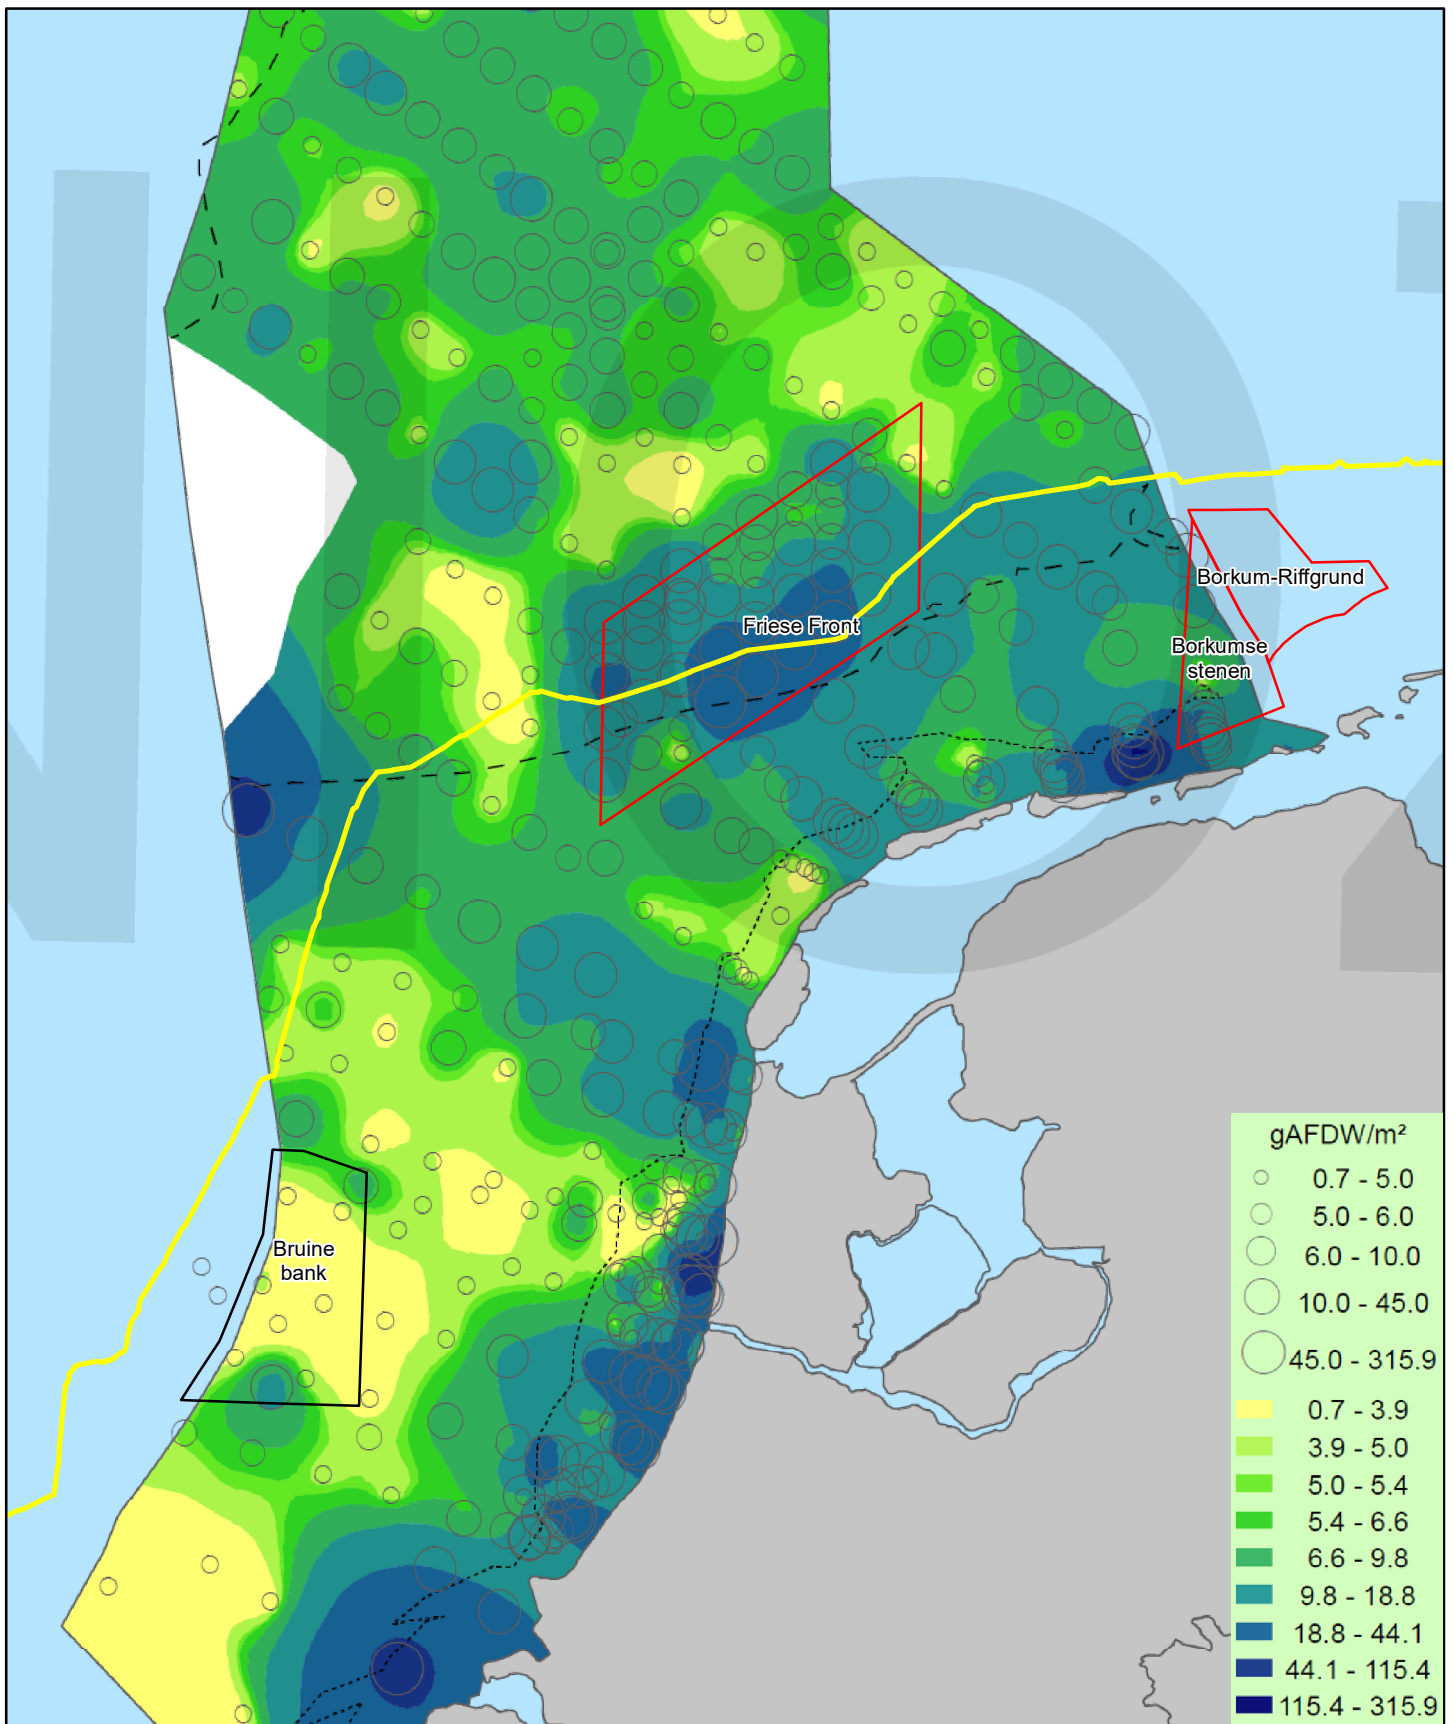 Borkum-Riffgrund
Friese Front
Borkumse
stenen
Bruine
bank
gAFDW/m²
0.7 - 5.0
5.0 - 6.0
6.0 - 10.0
10.0 - 45.0
45.0 - 315.9
0.7 - 3.9
3.9 - 5.0
5.0 - 5.4
5.4 - 6.6
6.6 - 9.8
9.8 - 18.8
18.8 - 44.1
44.1 - 115.4
115.4 - 315.9